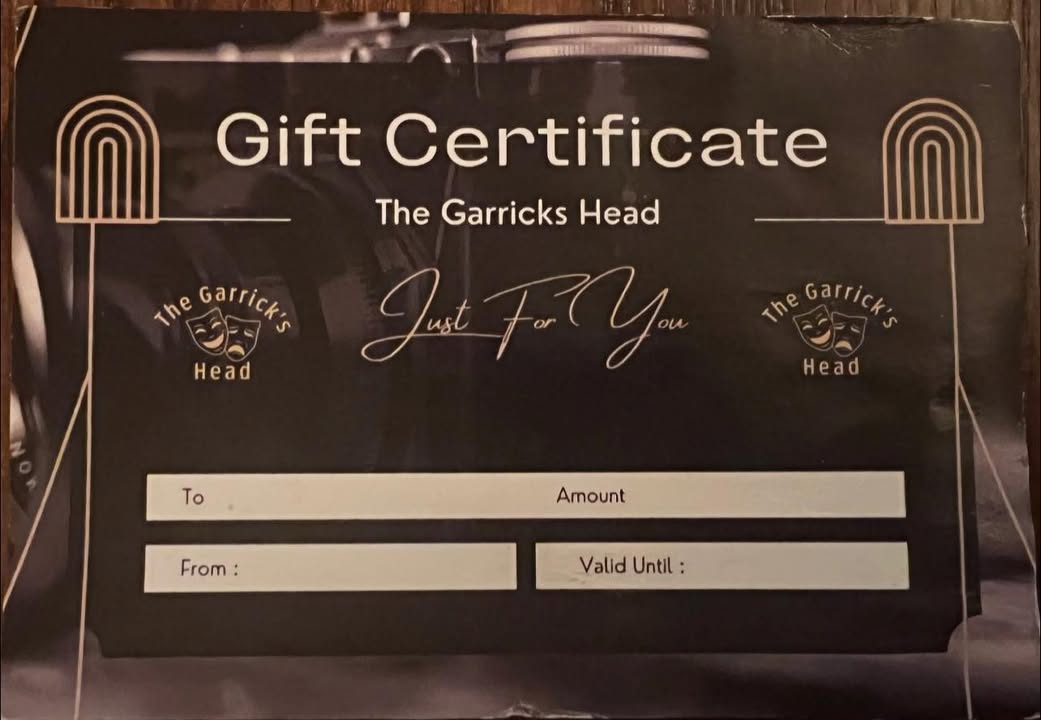 Gift Certificate
The Garricks Head
Just For You
The Garrick's
Head
The Garrick's
Head
To
Amount
From :
Valid Until :